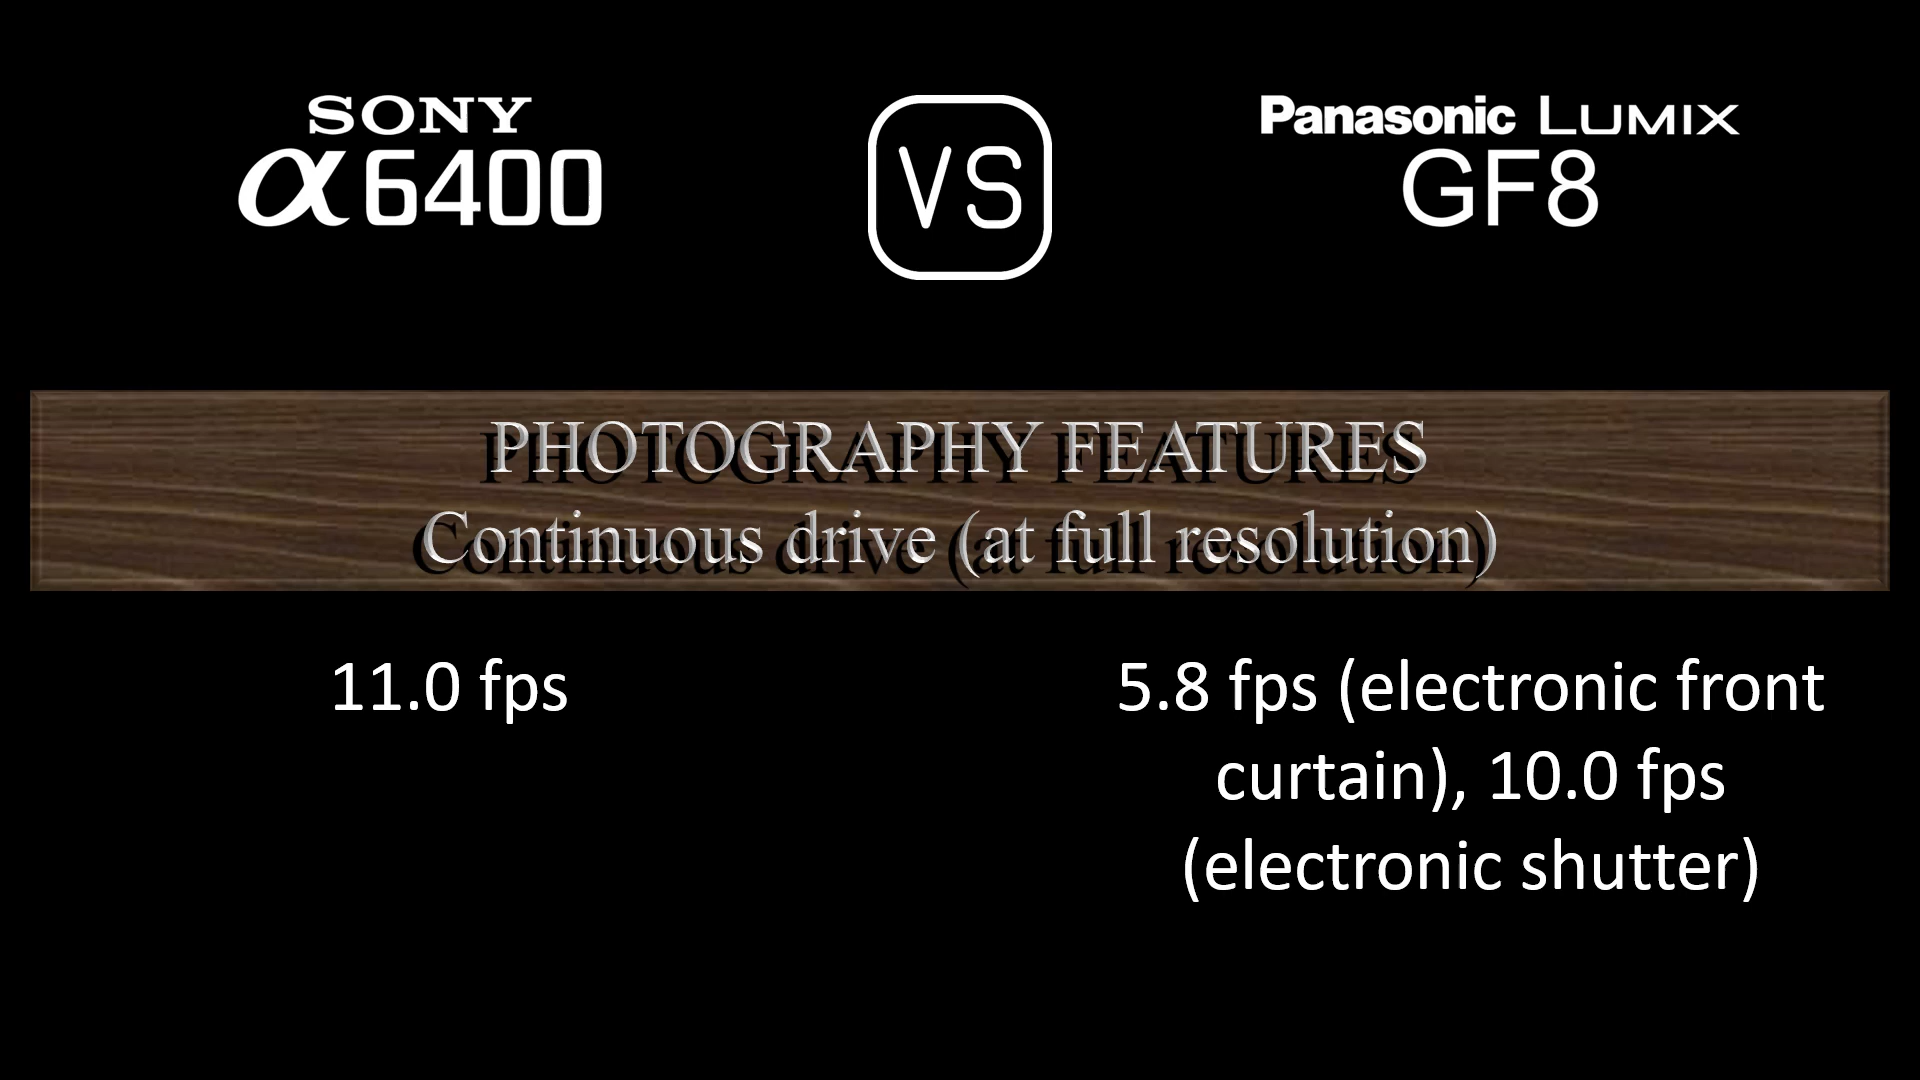 SONY
α6400
VS
Panasonic LUMIX
GF8
PHOTOGRAPHY FEATURES
Continuous drive (at full resolution)
11.0 fps
5.8 fps (electronic front
curtain), 10.0 fps
(electronic shutter)